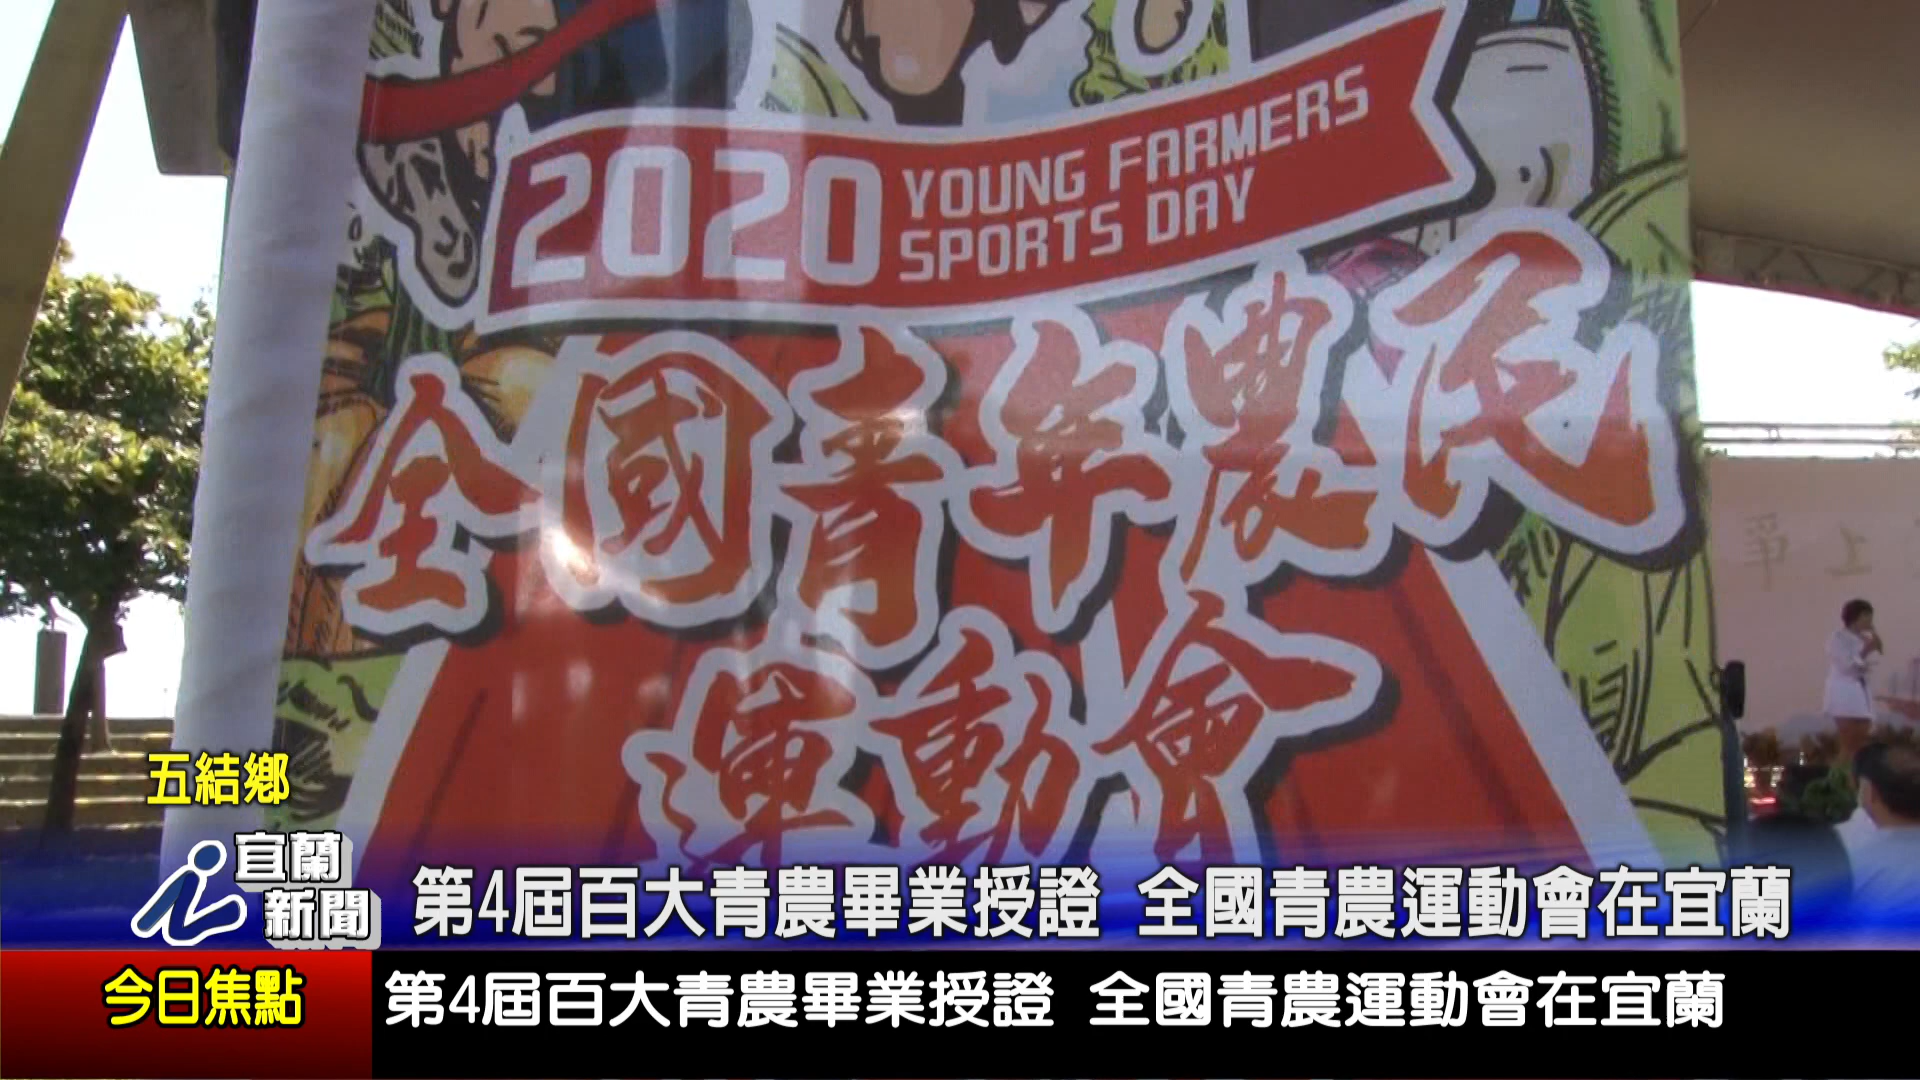 2020 YOUNG FARMERS
SPORTS DAY
全國青年農民
運動會
爭上
五結鄉
宜蘭
新聞
第4屆百大青農畢業授證 全國青農運動會在宜蘭
今日焦點
第4屆百大青農畢業授證 全國青農運動會在宜蘭